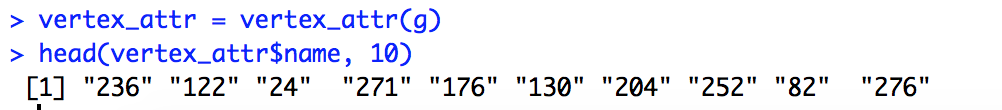 > vertex_attr = vertex_attr(g)
> head(vertex_attr$name, 10)
[1] "236" "122" "24"  "271" "176" "130" "204" "252" "82"  "276"